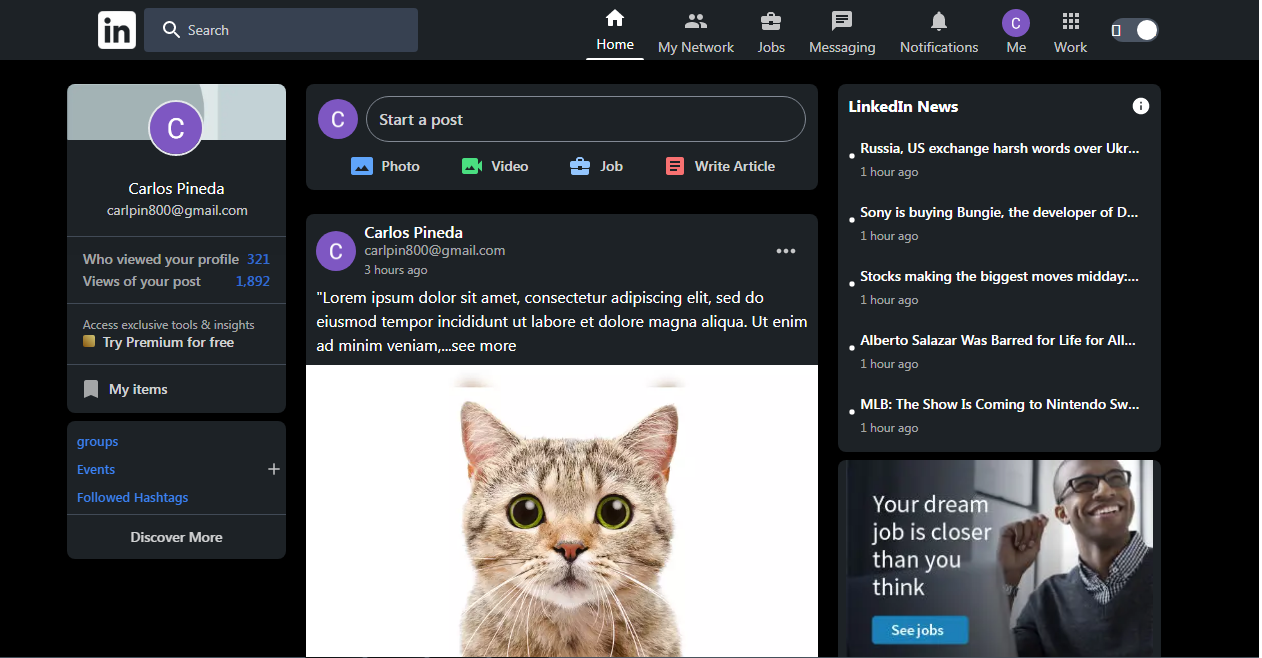 in
Search
Home
My Network
Jobs
Messaging
Notifications
C
Me
Work
C
Carlos Pineda
carlpin800@gmail.com
Who viewed your profile 321
Views of your post 1,892
Access exclusive tools & insights
Try Premium for free
My items
groups
Events
Followed Hashtags
Discover More
C
Start a post
Photo
Video
Job
Write Article
C
Carlos Pineda
carlpin800@gmail.com
3 hours ago
"Lorem ipsum dolor sit amet, consectetur adipiscing elit, sed do
eiusmod tempor incididunt ut labore et dolore magna aliqua. Ut enim
ad minim veniam,...see more
LinkedIn News
Russia, US exchange harsh words over Ukr...
1 hour ago
Sony is buying Bungie, the developer of D...
1 hour ago
Stocks making the biggest moves midday:...
1 hour ago
Alberto Salazar Was Barred for Life for All...
1 hour ago
MLB: The Show Is Coming to Nintendo Sw...
1 hour ago
Your dream
job is closer
than you
think
See jobs